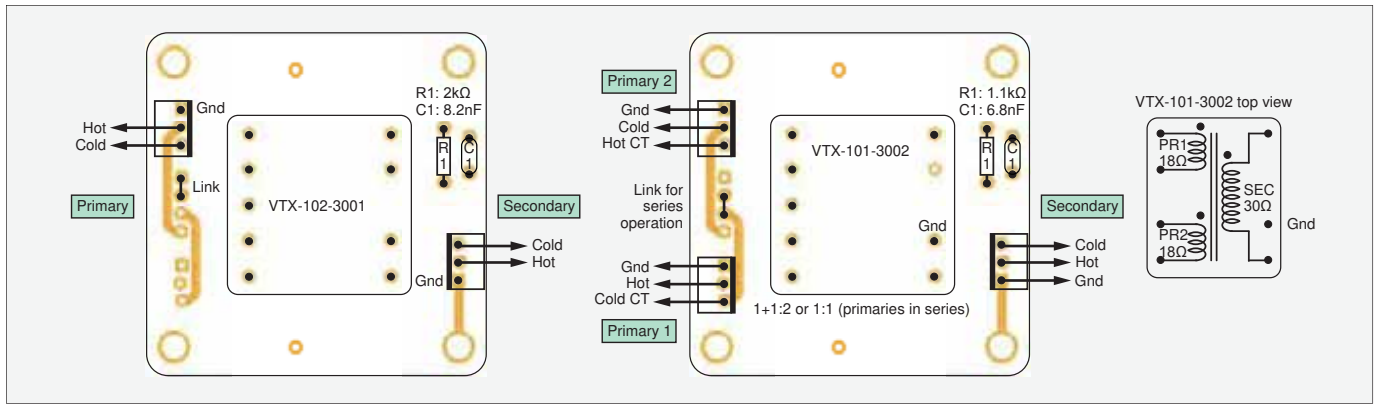 Gnd
Hot
Cold
Link
Primary
VTX-102-3001
R1: 2kΩ
C1: 8.2nF
R
1
C
1
Secondary
Cold
Hot
Gnd
Primary 2
Gnd
Cold
Hot CT
Link for
series
operation
Gnd
Hot
Cold CT
Primary 1
VTX-101-3002
R1: 1.1kΩ
C1: 6.8nF
R
1
C
1
Secondary
Gnd
Cold
Hot
Gnd
1+1:2 or 1:1 (primaries in series)
VTX-101-3002 top view
PR1
18Ω
SEC
30Ω
Gnd
PR2
18Ω